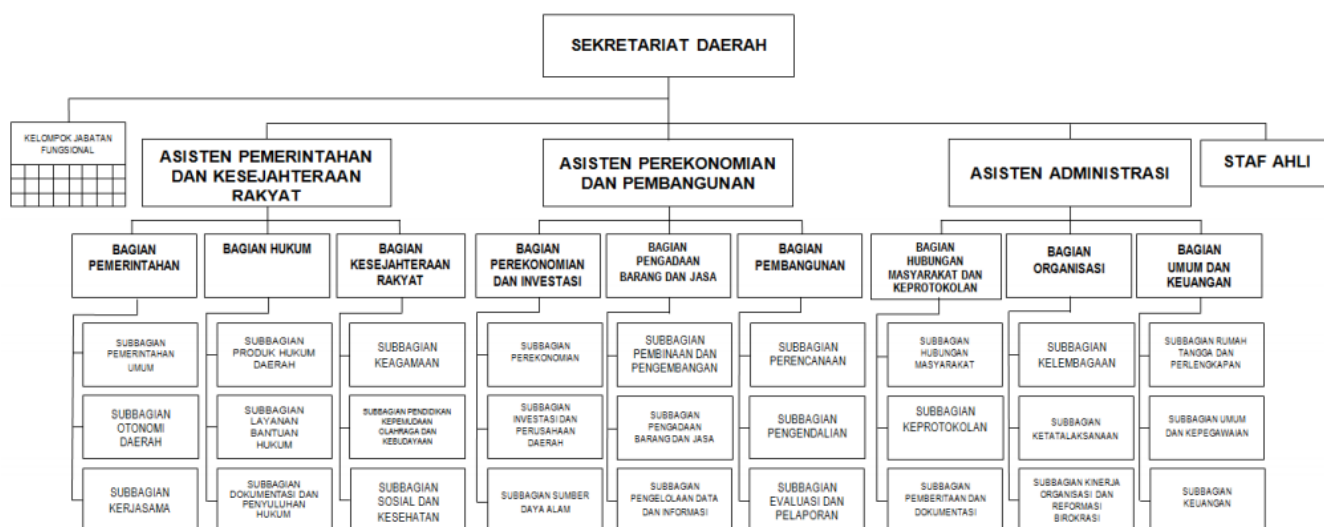 SEKRETARIAT DAERAH
KELOMPOK JABATAN
FUNGSIONAL
ASISTEN PEMERINTAHAN
DAN KESEJAHTERAAN
RAKYAT
ASISTEN PEREKONOMIAN
DAN PEMBANGUNAN
ASISTEN ADMINISTRASI
STAF AHLI
BAGIAN
PEMERINTAHAN
BAGIAN HUKUM
BAGIAN
KESEJAHTERAAN
RAKYAT
BAGIAN
PEREKONOMIAN
DAN INVESTASI
BAGIAN
PENGADAAN
BARANG DAN JASA
BAGIAN
PEMBANGUNAN
BAGIAN
HUBUNGAN
MASYARAKAT DAN
KEPROTOKOLAN
BAGIAN
ORGANISASI
BAGIAN
UMUM DAN
KEUANGAN
SUBBAGIAN
PEMERINTAHAN
UMUM
SUBBAGIAN
PRODUK HUKUM
DAERAH
SUBBAGIAN
KEAGAMAAN
SUBBAGIAN
PEREKONOMIAN
SUBBAGIAN
PEMBINAAN DAN
PENGEMBANGAN
SUBBAGIAN
PERENCANAAN
SUBBAGIAN
HUBUNGAN
MASYARAKAT
SUBBAGIAN
KELEMBAGAAN
SUBBAGIAN RUMAH
TANGGA DAN
PERLENGKAPAN
SUBBAGIAN
OTONOMI
DAERAH
SUBBAGIAN
LAYANAN
BANTUAN
HUKUM
SUBBAGIAN PENDIDIKAN
KEPEMUDAAN
OLAHRAGA DAN
KEBUDAYAAN
SUBBAGIAN
INVESTASI DAN
PERUSAHAAN
DAERAH
SUBBAGIAN
PENGADAAN
BARANG DAN JASA
SUBBAGIAN
PENGENDALIAN
SUBBAGIAN
KEPROTOKOLAN
SUBBAGIAN
KETATALAKSANAAN
SUBBAGIAN UMUM
DAN KEPEGAWAIAN
SUBBAGIAN
KERJASAMA
SUBBAGIAN
DOKUMENTASI DAN
PENYULUHAN
HUKUM
SUBBAGIAN
SOSIAL DAN
KESEHATAN
SUBBAGIAN SUMBER
DAYA ALAM
SUBBAGIAN
PENGELOLAAN DATA
DAN INFORMASI
SUBBAGIAN
EVALUASI DAN
PELAPORAN
SUBBAGIAN
PEMBERITAAN DAN
DOKUMENTASI
SUBBAGIAN KINERJA
ORGANISASI DAN
REFORMASI
BIROKRASI
SUBBAGIAN
KEUANGAN